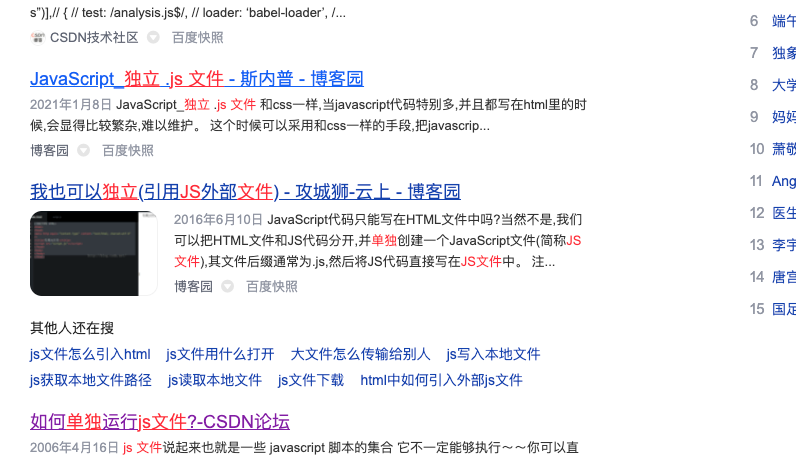 s”)],// { // test: /analysis.js$/, // loader: ‘babel-loader’, /...
CSDN技术社区 百度快照
JavaScript_独立 .js 文件 - 斯内普 - 博客园
2021年1月8日 JavaScript_独立 .js 文件 和css一样,当javascript代码特别多,并且都写在html里的时
候,会显得比较繁杂,难以维护。 这个时候可以采用和css一样的手段,把javascrip...
博客园 百度快照
我也可以独立(引用JS外部文件) - 攻城狮-云上 - 博客园
2016年6月10日 JavaScript代码只能写在HTML文件中吗?当然不是,我们
可以把HTML文件和JS代码分开,并单独创建一个JavaScript文件(简称JS
文件),其文件后缀通常为.js,然后将JS代码直接写在JS文件中。 注...
博客园 百度快照
其他人还在搜
js文件怎么引入html js文件用什么打开 大文件怎么传输给别人 js写入本地文件
js获取本地文件路径 js读取本地文件 js文件下载 html中如何引入外部js文件
如何单独运行js文件?-CSDN论坛
2006年4月16日 js 文件说起来也就是一些 javascript 脚本的集合 它不一定能够执行～～你可以直
6 端午
7 独象
8 大学
9 妈妈
10 萧敬
11 Ang
12 医生
13 李宇
14 唐宫
15 国足